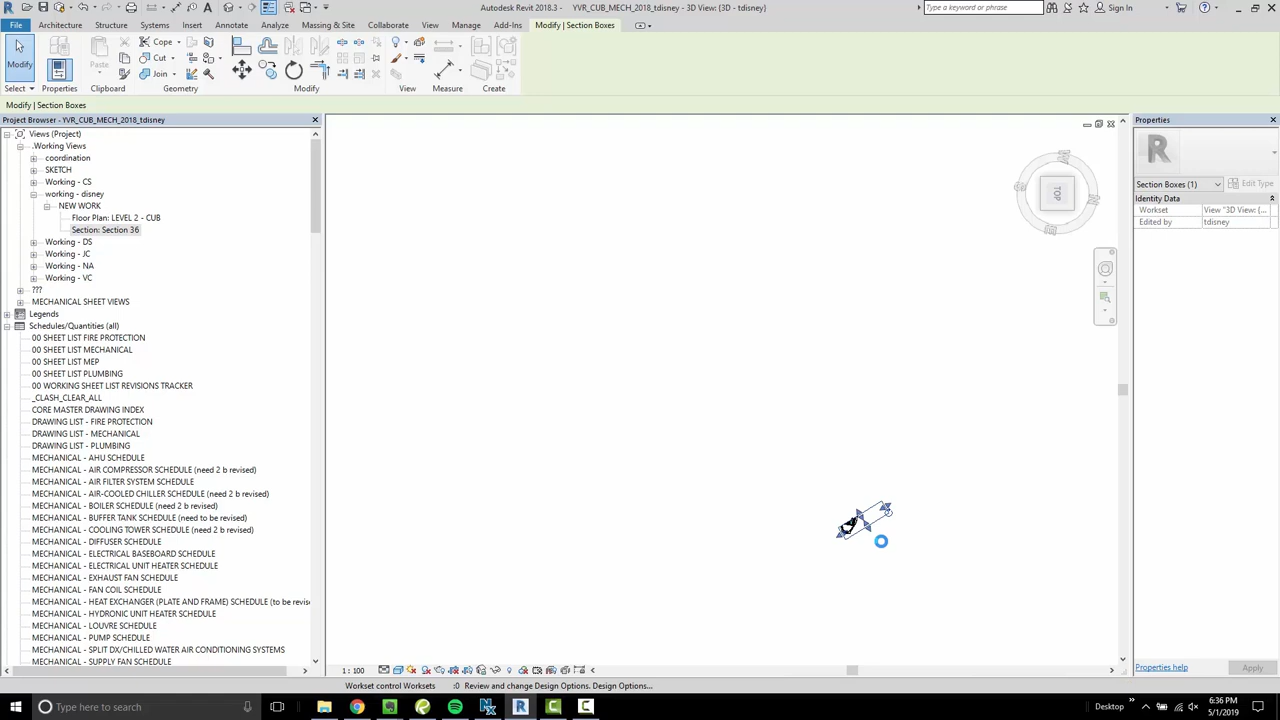 Autodesk Revit 2018.3 - YVR_CUB_MECH_2018_tdisney - 3D View: {3D - tdisney}
Type a keyword or phrase
Sign In
File Architecture Structure Systems Insert Annotate Analyze Massing & Site Collaborate View Manage Add-Ins Modify | Section Boxes
Modify
Paste
Cope
Cut
Join
Select Properties Clipboard Geometry Modify View Measure Create
Modify | Section Boxes
Project Browser - YVR_CUB_MECH_2018_tdisney
Views (Project)
.Working Views
coordination
SKETCH
Working - CS
working - disney
NEW WORK
Floor Plan: LEVEL 2 - CUB
Section: Section 36
Working - DS
Working - JC
Working - NA
Working - VC
???
MECHANICAL SHEET VIEWS
Legends
Schedules/Quantities (all)
00 SHEET LIST FIRE PROTECTION
00 SHEET LIST MECHANICAL
00 SHEET LIST MEP
00 SHEET LIST PLUMBING
00 WORKING SHEET LIST REVISIONS TRACKER
_CLASH_CLEAR_ALL
CORE MASTER DRAWING INDEX
DRAWING LIST - FIRE PROTECTION
DRAWING LIST - MECHANICAL
DRAWING LIST - PLUMBING
MECHANICAL - AHU SCHEDULE
MECHANICAL - AIR COMPRESSOR SCHEDULE (need 2 b revised)
MECHANICAL - AIR FILTER SYSTEM SCHEDULE
MECHANICAL - AIR-COOLED CHILLER SCHEDULE (need 2 b revised)
MECHANICAL - BOILER SCHEDULE (need 2 b revised)
MECHANICAL - BUFFER TANK SCHEDULE (need to be revised)
MECHANICAL - COOLING TOWER SCHEDULE (need 2 b revised)
MECHANICAL - DIFFUSER SCHEDULE
MECHANICAL - ELECTRICAL BASEBOARD SCHEDULE
MECHANICAL - ELECTRICAL UNIT HEATER SCHEDULE
MECHANICAL - EXHAUST FAN SCHEDULE
MECHANICAL - FAN COIL SCHEDULE
MECHANICAL - HEAT EXCHANGER (PLATE AND FRAME) SCHEDULE (to be revis
MECHANICAL - HYDRONIC UNIT HEATER SCHEDULE
MECHANICAL - LOUVRE SCHEDULE
MECHANICAL - PUMP SCHEDULE
MECHANICAL - SPLIT DX/CHILLED WATER AIR CONDITIONING SYSTEMS
MECHANICAL - SUPPLY FAN SCHEDULE
TOP
1 : 100
Properties
Section Boxes (1)
Edit Type
Identity Data
Workset View "3D View: {...
Edited by tdisney
Properties help
Apply
Workset control Worksets :0 Review and change Design Options. Design Options...
Type here to search
Desktop
6:36 PM
5/1/2019